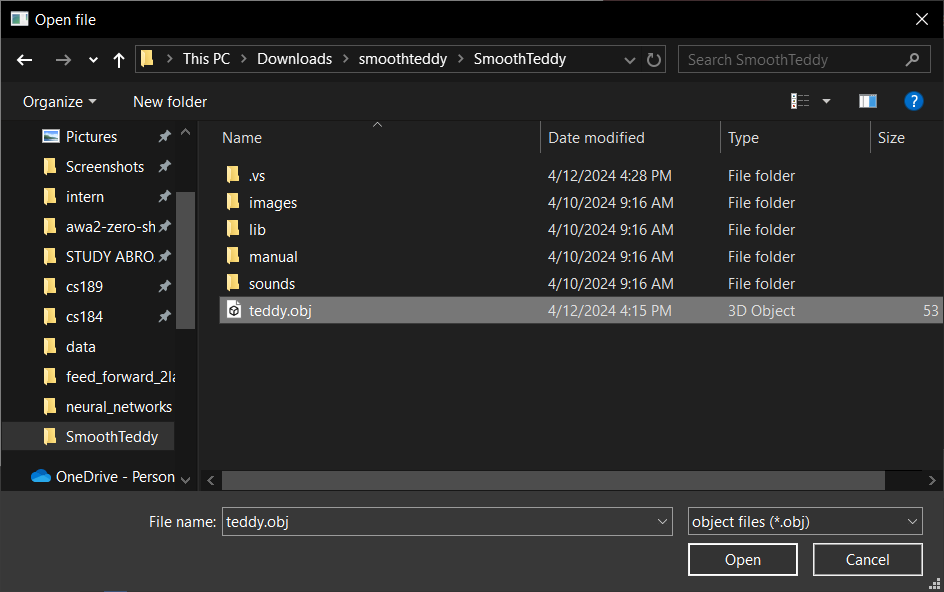 Open file
This PC > Downloads > smoothteddy > SmoothTeddy
Search SmoothTeddy
Organize
New folder
?
Pictures
Screenshots
intern
awa2-zero-sh
STUDY ABRO
cs189
cs184
data
feed_forward_2la
neural_networks
SmoothTeddy
OneDrive - Person
Name Date modified Type Size
.vs 4/12/2024 4:28 PM File folder
images 4/10/2024 9:16 AM File folder
lib 4/10/2024 9:16 AM File folder
manual 4/10/2024 9:16 AM File folder
sounds 4/10/2024 9:16 AM File folder
teddy.obj 4/12/2024 4:15 PM 3D Object 53
File name: teddy.obj object files (*.obj)
Open Cancel